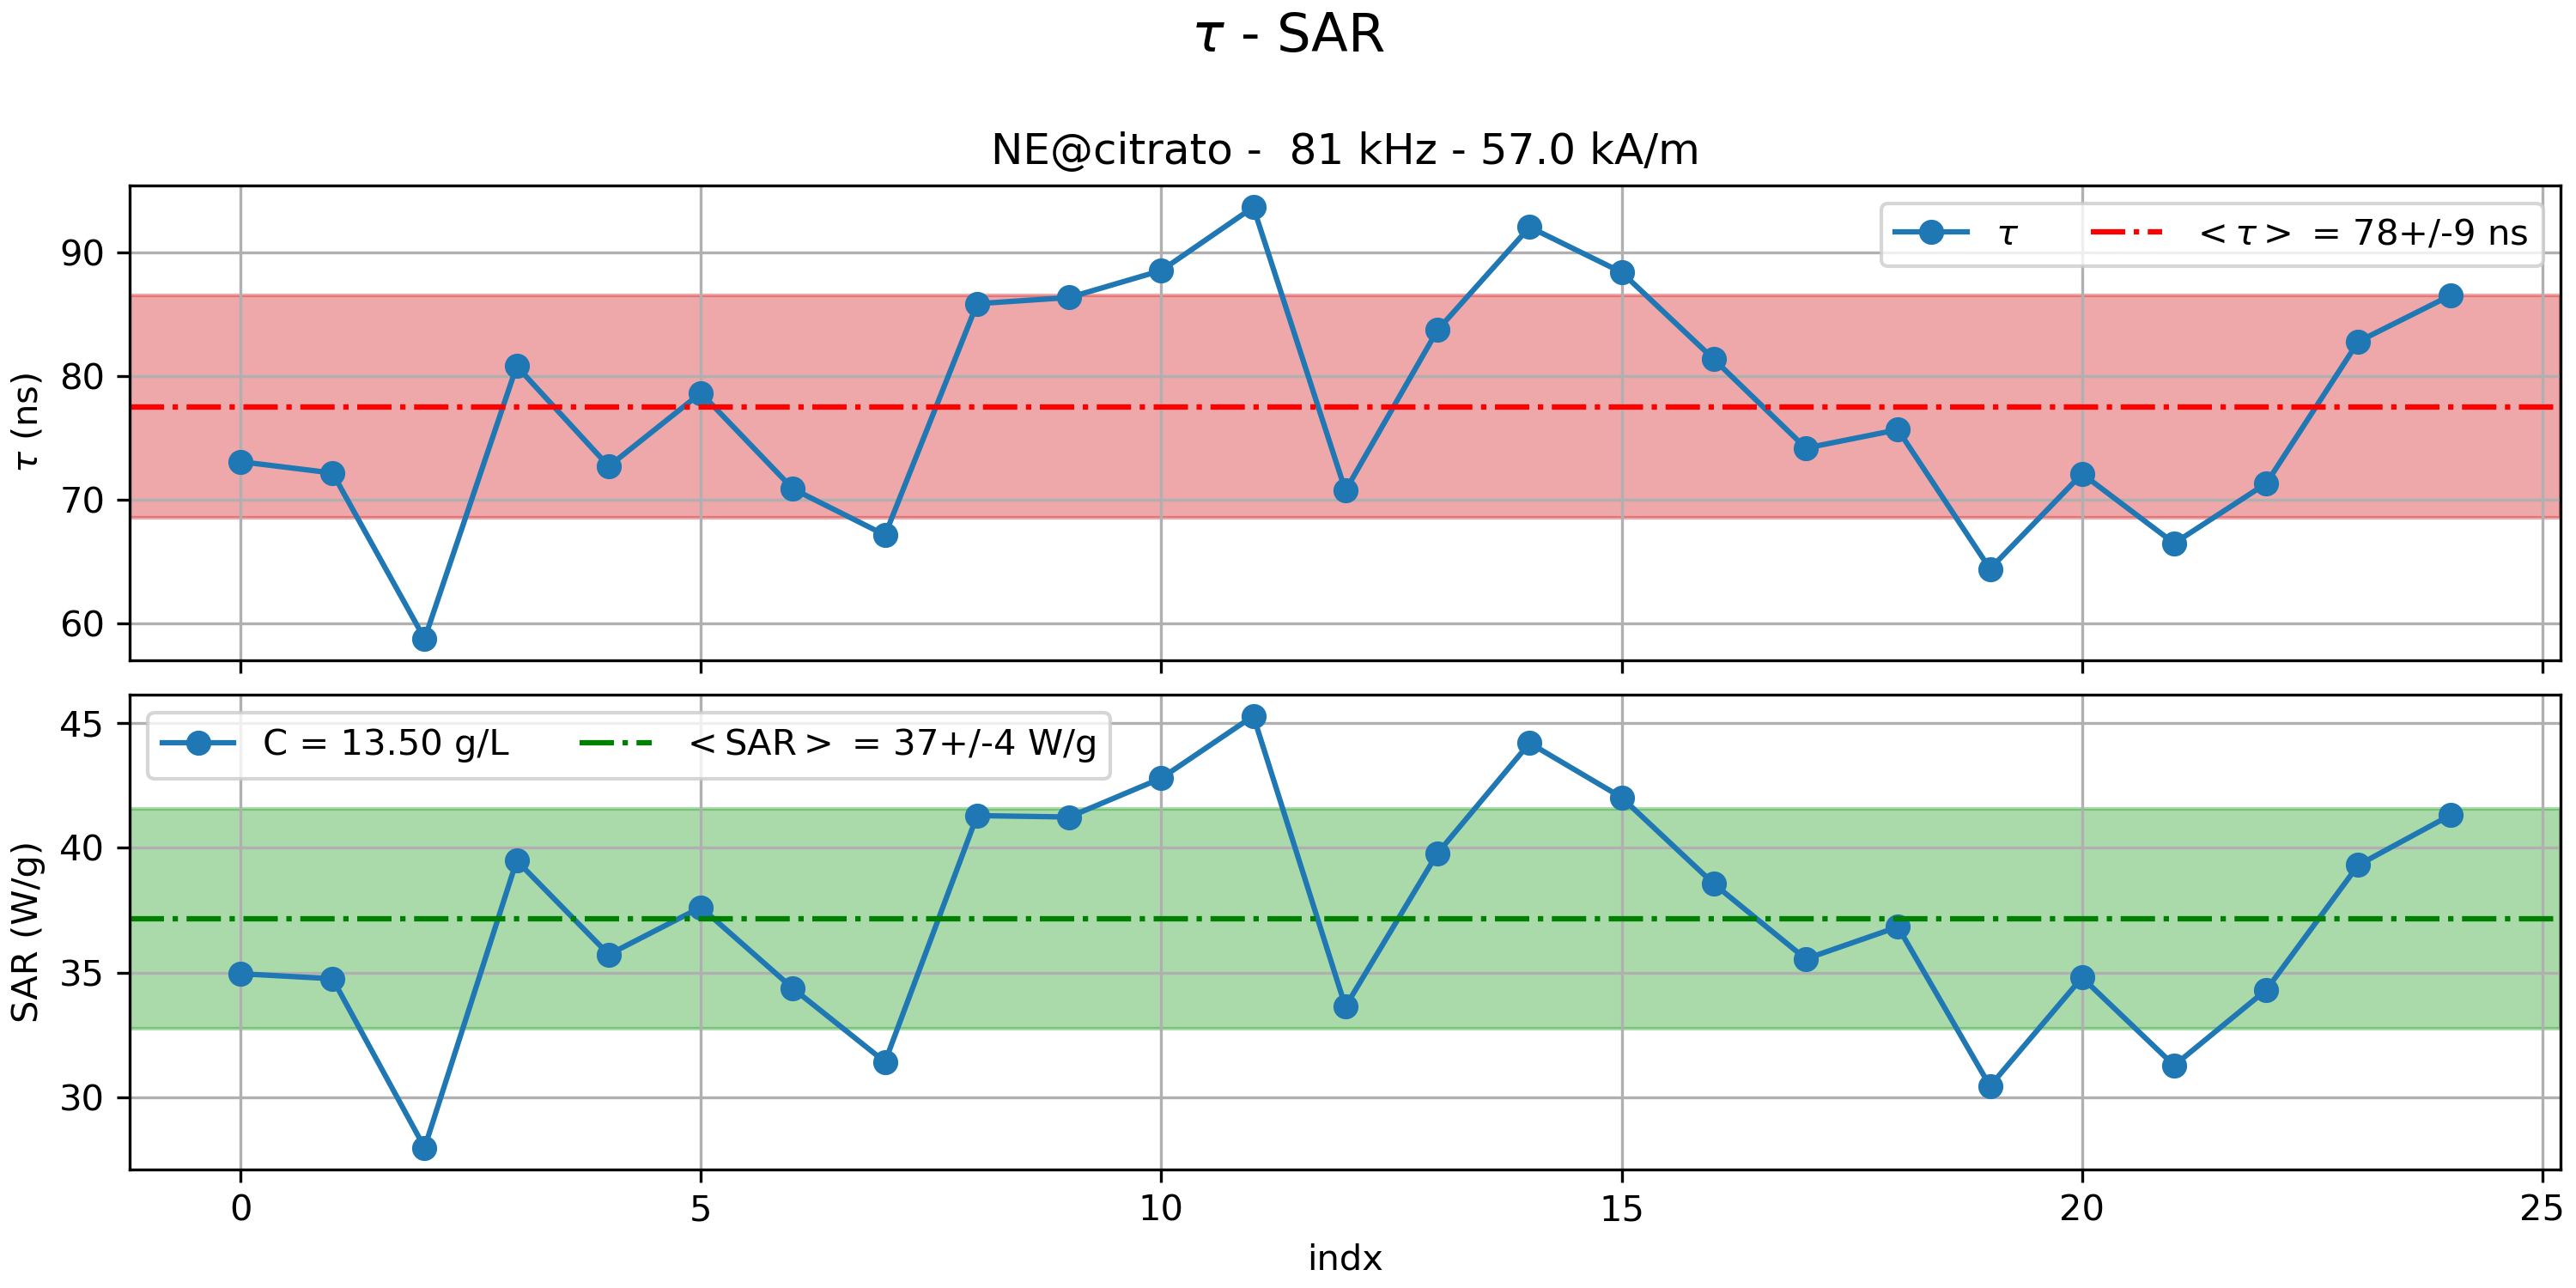 τ - SAR
NE@citrato -  81 kHz - 57.0 kA/m
τ (ns)
90
80
70
60
τ
<τ> = 78+/-9 ns
SAR (W/g)
45
40
35
30
C = 13.50 g/L
<SAR> = 37+/-4 W/g
0 5 10 15 20 25
indx